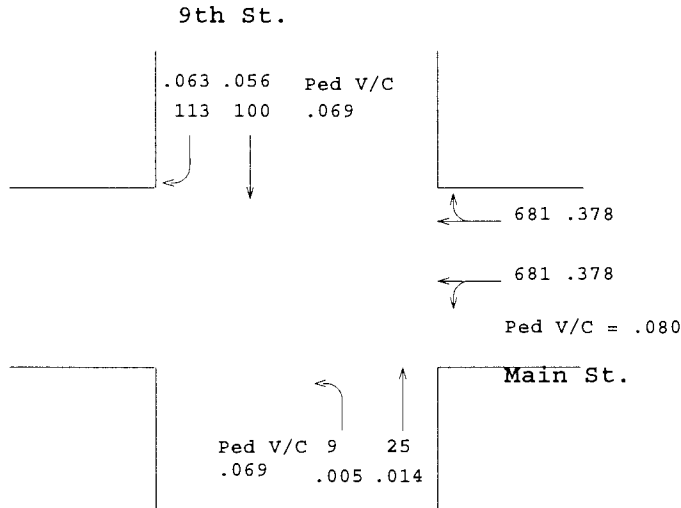 9th St.
.063 .056 Ped V/C
113 100 .069
681 .378
681 .378
Ped V/C = .080
Main St.
Ped V/C 9 25
.069 .005 .014